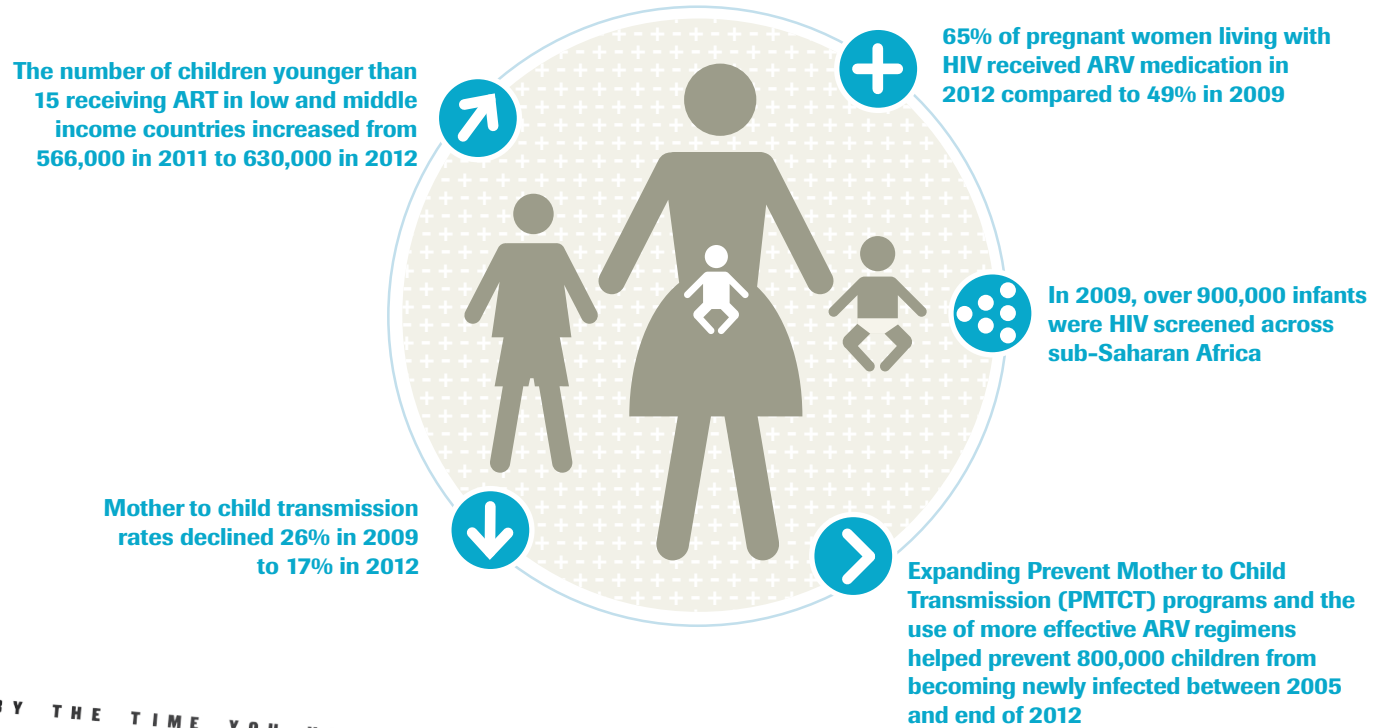 The number of children younger than
15 receiving ART in low and middle
income countries increased from
566,000 in 2011 to 630,000 in 2012
65% of pregnant women living with
HIV received ARV medication in
2012 compared to 49% in 2009
In 2009, over 900,000 infants
were HIV screened across
sub-Saharan Africa
Mother to child transmission
rates declined 26% in 2009
to 17% in 2012
Expanding Prevent Mother to Child
Transmission (PMTCT) programs and the
use of more effective ARV regimens
helped prevent 800,000 children from
becoming newly infected between 2005
and end of 2012
BY THE TIME YOU